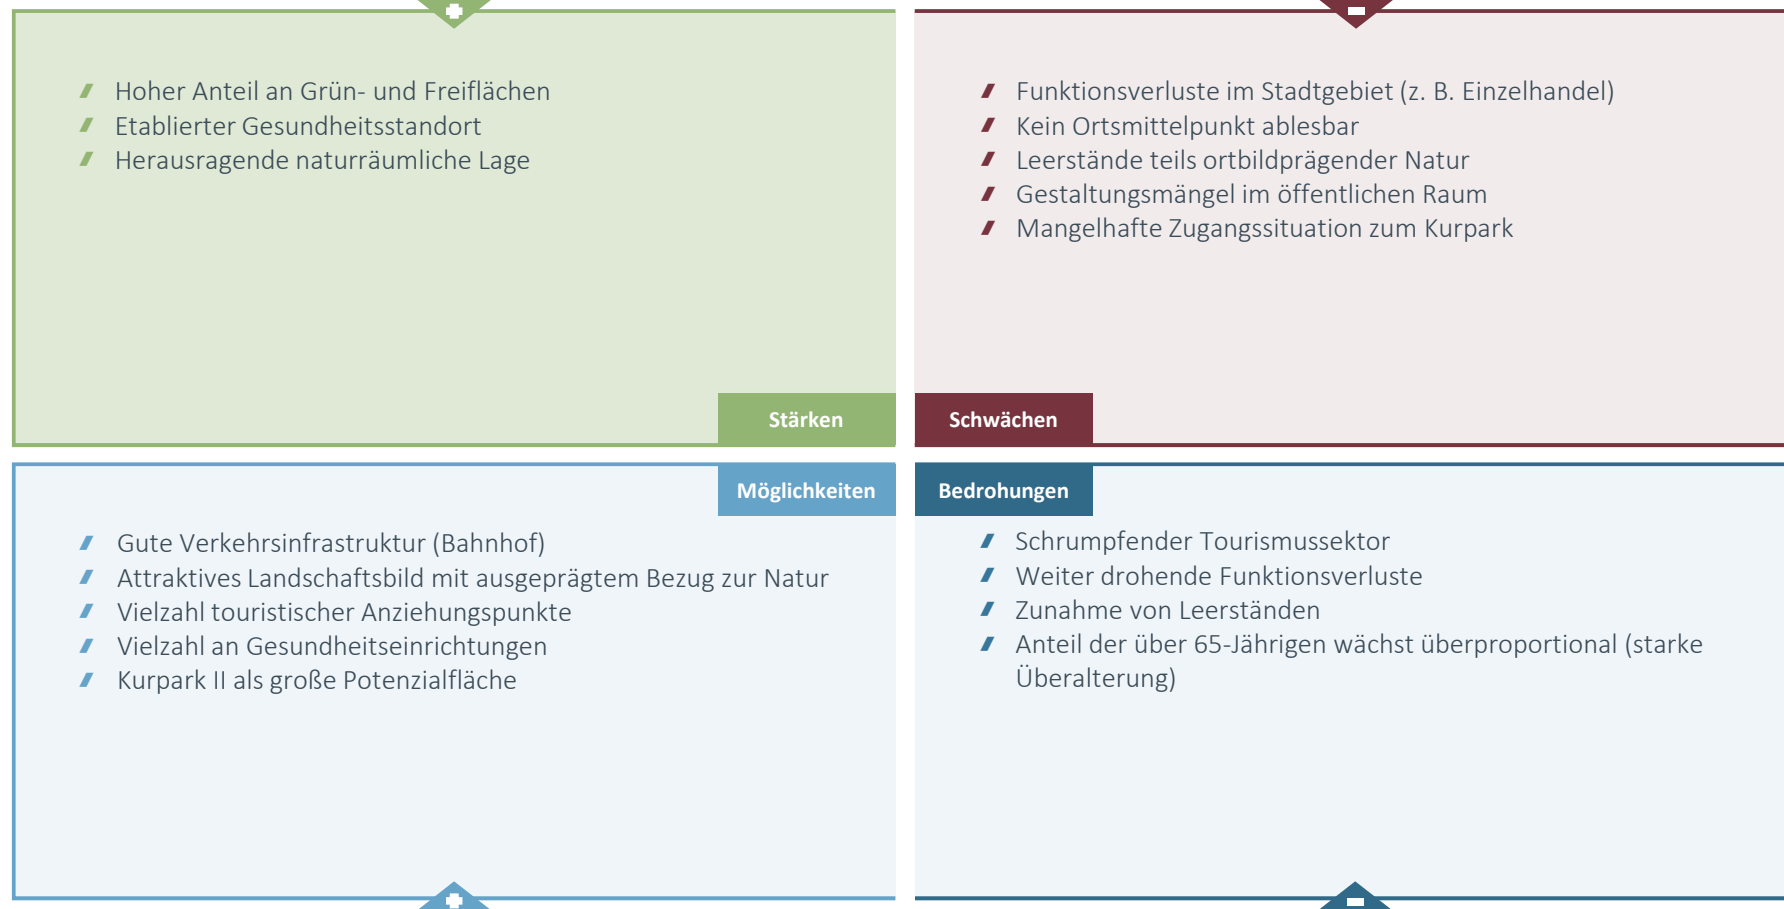 Hoher Anteil an Grün- und Freiflächen
Etablierter Gesundheitsstandort
Herausragende naturräumliche Lage
Stärken
Funktionsverluste im Stadtgebiet (z. B. Einzelhandel)
Kein Ortsmittelpunkt ablesbar
Leerstände teils ortbildprägender Natur
Gestaltungsmängel im öffentlichen Raum
Mangelhafte Zugangssituation zum Kurpark
Schwächen
Möglichkeiten
Gute Verkehrsinfrastruktur (Bahnhof)
Attraktives Landschaftsbild mit ausgeprägtem Bezug zur Natur
Vielzahl touristischer Anziehungspunkte
Vielzahl an Gesundheitseinrichtungen
Kurpark II als große Potenzialfläche
Bedrohungen
Schrumpfender Tourismussektor
Weiter drohende Funktionsverluste
Zunahme von Leerständen
Anteil der über 65-Jährigen wächst überproportional (starke
Überalterung)